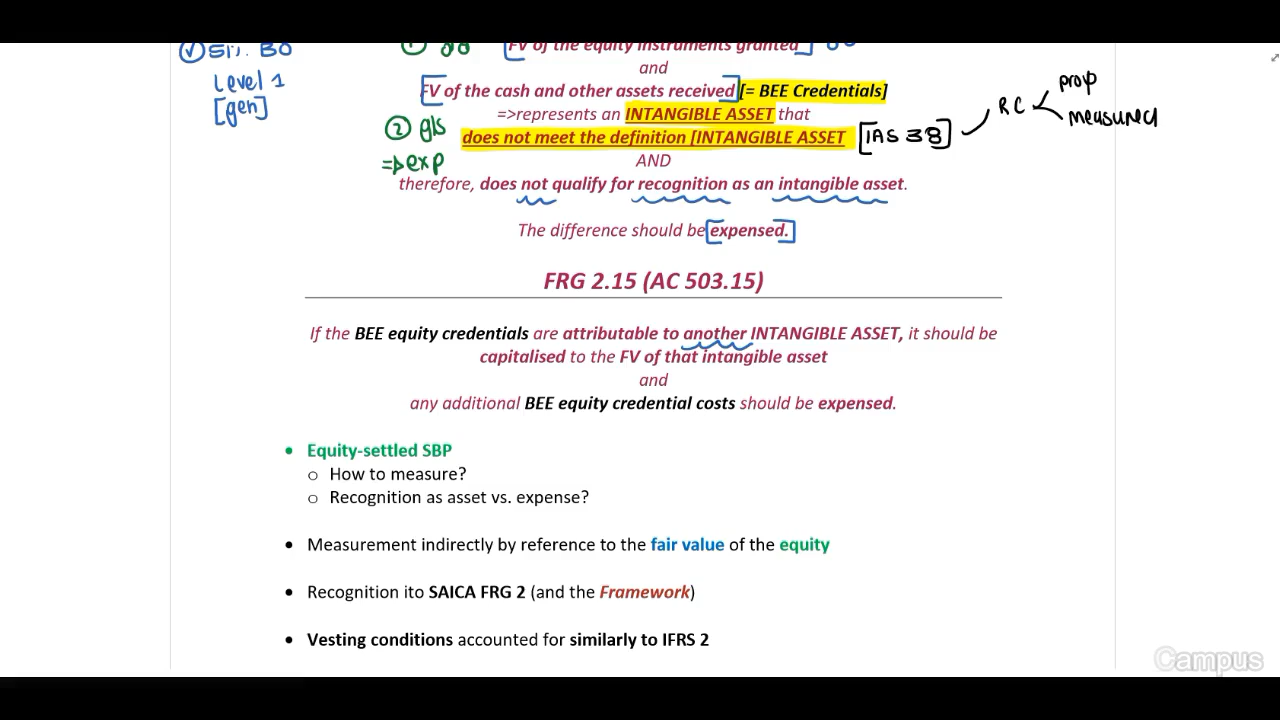 FV of the equity instruments granted
and
Level 1
[gen]
[FV of the cash and other assets received] [= BEE Credentials]
=>represents an INTANGIBLE ASSET that
② g/s
=> exp
does not meet the definition [INTANGIBLE ASSET [IAS 38]
RC
prop
measured
AND
therefore, does not qualify for recognition as an intangible asset.
The difference should be [expensed.]
FRG 2.15 (AC 503.15)
If the BEE equity credentials are attributable to another INTANGIBLE ASSET, it should be
capitalised to the FV of that intangible asset
and
any additional BEE equity credential costs should be expensed.
• Equity-settled SBP
o How to measure?
o Recognition as asset vs. expense?
• Measurement indirectly by reference to the fair value of the equity
• Recognition ito SAICA FRG 2 (and the Framework)
• Vesting conditions accounted for similarly to IFRS 2
Campus